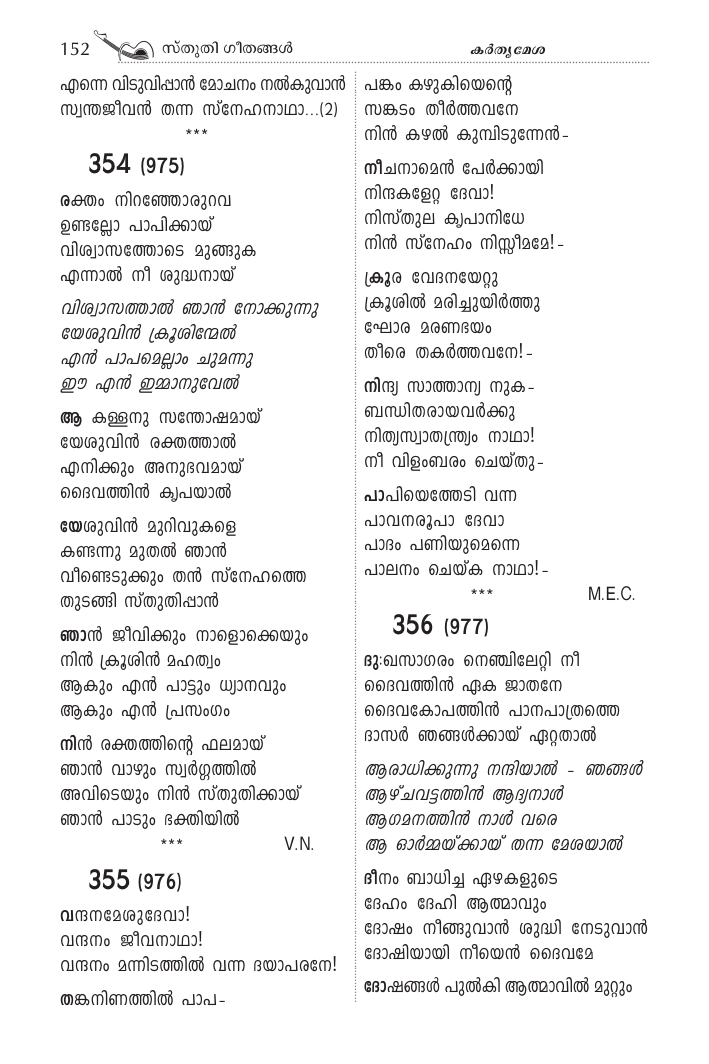 152 സ്തുതി ഗീതങ്ങൾ
കർതൃമേശ
എന്നെ വിടുവിപ്പാൻ മോചനം നൽകുവാൻ
സ്വന്തജീവൻ തന്ന സ്നേഹനാഥാ...(2)
***
354 (975)
രക്തം നിറഞ്ഞോരുറവ
ഉണ്ടല്ലോ പാപിക്കായ്
വിശ്വാസത്തോടെ മുങ്ങുക
എന്നാൽ നീ ശുദ്ധനായ്
വിശ്വാസത്താൽ ഞാൻ നോക്കുന്നു
യേശുവിൻ ക്രൂശിന്മേൽ
എൻ പാപമെല്ലാം ചുമന്നു
ഈ എൻ ഇമ്മാനുവേൽ
ആ കള്ളനു സന്തോഷമായ്
യേശുവിൻ രക്തത്താൽ
എനിക്കും അനുഭവമായ്
ദൈവത്തിൻ കൃപയാൽ
യേശുവിൻ മുറിവുകളെ
കണ്ടന്നു മുതൽ ഞാൻ
വീണ്ടെടുക്കും തൻ സ്നേഹത്തെ
തുടങ്ങി സ്തുതിപ്പാൻ
ഞാൻ ജീവിക്കും നാളൊക്കെയും
നിൻ ക്രൂശിൻ മഹത്വം
ആകും എൻ പാട്ടും ധ്യാനവും
ആകും എൻ പ്രസംഗം
നിൻ രക്തത്തിന്റെ ഫലമായ്
ഞാൻ വാഴും സ്വർഗ്ഗത്തിൽ
അവിടെയും നിൻ സ്തുതിക്കായ്
ഞാൻ പാടും ഭക്തിയിൽ
*** V.N.
355 (976)
വന്ദനമേശുദേവാ!
വന്ദനം ജീവനാഥാ!
വന്ദനം മന്നിടത്തിൽ വന്ന ദയാപരനേ!
തങ്കനിണത്തിൽ പാപ-
പങ്കം കഴുകിയെന്റെ
സങ്കടം തീർത്തവനേ
നിൻ കഴൽ കുമ്പിടുന്നേൻ-
നീചനാമെൻ പേർക്കായി
നിന്ദകളേറ്റ ദേവാ!
നിസ്തുല കൃപാനിധേ
നിൻ സ്നേഹം നിസ്സീമമേ!-
ക്രൂര വേദനയേറ്റു
ക്രൂശിൽ മരിച്ചുയിർത്തു
ഘോര മരണഭയം
തീരെ തകർത്തവനേ!-
നിന്ദ്യ സാത്താന്യ നുക-
ബന്ധിതരായവർക്കു
നിത്യസ്വാതന്ത്ര്യം നാഥാ!
നീ വിളംബരം ചെയ്തു-
പാപിയെത്തേടി വന്ന
പാവനരൂപാ ദേവാ
പാദം പണിയുമെന്നെ
പാലനം ചെയ്ക നാഥാ!-
*** M.E.C.
356 (977)
ദു:ഖസാഗരം നെഞ്ചിലേറ്റി നീ
ദൈവത്തിൻ ഏക ജാതനേ
ദൈവകോപത്തിൻ പാനപാത്രത്തെ
ദാസർ ഞങ്ങൾക്കായ് ഏറ്റതാൽ
ആരാധിക്കുന്നു നന്ദിയാൽ - ഞങ്ങൾ
ആഴ്ചവട്ടത്തിൻ ആദ്യനാൾ
ആഗമനത്തിൻ നാൾ വരെ
ആ ഓർമ്മയ്ക്കായ് തന്ന മേശയാൽ
ദീനം ബാധിച്ച ഏഴകളുടെ
ദേഹം ദേഹി ആത്മാവും
ദോഷം നീങ്ങുവാൻ ശുദ്ധി നേടുവാൻ
ദോഷിയായി നീയെൻ ദൈവമേ
ദോഷങ്ങൾ പുൽകി ആത്മാവിൽ മുറ്റും